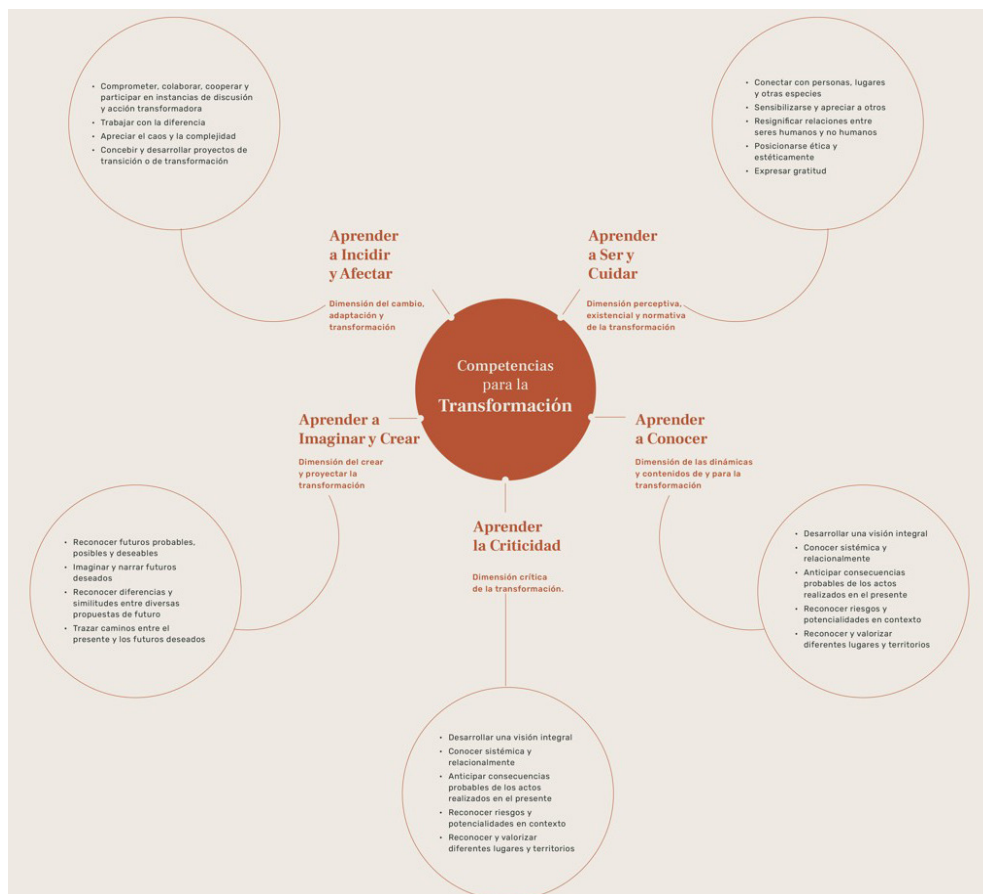 • Comprometer, colaborar, cooperar y
participar en instancias de discusión
y acción transformadora
• Trabajar con la diferencia
• Apreciar el caos y la complejidad
• Concebir y desarrollar proyectos de
transición o de transformación
• Conectar con personas, lugares
y otras especies
• Sensibilizarse y apreciar a otros
• Resignificar relaciones entre
seres humanos y no humanos
• Posicionarse ética y
estéticamente
• Expresar gratitud
Aprender
a Incidir
y Afectar
Dimensión del cambio,
adaptación y
transformación
Aprender
a Ser y
Cuidar
Dimensión perceptiva,
existencial y normativa
de la transformación
Competencias
para la
Transformación
Aprender a
Imaginar y Crear
Dimensión del crear
y proyectar la
transformación
Aprender
a Conocer
Dimensión de las dinámicas
y contenidos de y para la
transformación
Aprender
la Criticidad
Dimensión crítica
de la transformación.
• Reconocer futuros probables,
posibles y deseables
• Imaginar y narrar futuros
deseados
• Reconocer diferencias y
similitudes entre diversas
propuestas de futuro
• Trazar caminos entre el
presente y los futuros deseados
• Desarrollar una visión integral
• Conocer sistémica y
relacionalmente
• Anticipar consecuencias
probables de los actos
realizados en el presente
• Reconocer riesgos y
potencialidades en contexto
• Reconocer y valorizar
diferentes lugares y territorios
• Desarrollar una visión integral
• Conocer sistémica y
relacionalmente
• Anticipar consecuencias
probables de los actos
realizados en el presente
• Reconocer riesgos y
potencialidades en contexto
• Reconocer y valorizar
diferentes lugares y territorios